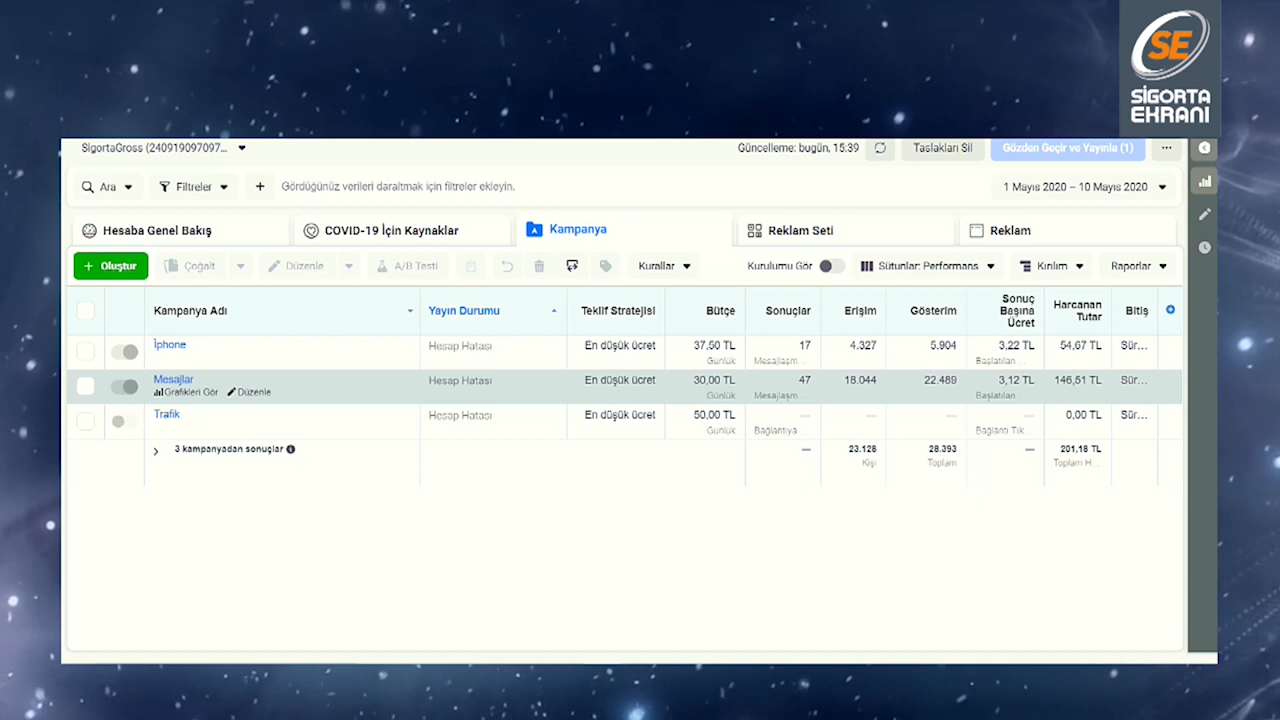 SE
SİGORTA
EKRANI
SigortaGross (240919097097...
Güncelleme: bugün, 15:39
Taslakları Sil
Gözden Geçir ve Yayınla (1)
Ara
Filtreler
Gördüğünüz verileri daraltmak için filtreler ekleyin.
1 Mayıs 2020 – 10 Mayıs 2020
Hesaba Genel Bakış
COVID-19 İçin Kaynaklar
Kampanya
Reklam Seti
Reklam
+ Oluştur
Çoğalt
Düzenle
A/B Testi
Kurallar
Kurulumu Gör
Sütunlar: Performans
Kırılım
Raporlar
Kampanya Adı
Yayın Durumu
Teklif Stratejisi
Bütçe
Sonuçlar
Erişim
Gösterim
Sonuç
Başına
Ücret
Harcanan
Tutar
Bitiş
İphone
Hesap Hatası
En düşük ücret
37,50 TL
Günlük
17
Mesajlaşm...
4.327
5.904
3,22 TL
Başlatılan ...
54,67 TL
Sür...
Mesajlar
Grafikleri Gör
Düzenle
Hesap Hatası
En düşük ücret
30,00 TL
Günlük
47
Mesajlaşm...
18.044
22.489
3,12 TL
Başlatılan ...
146,51 TL
Sür...
Trafik
Hesap Hatası
En düşük ücret
50,00 TL
Günlük
—
Bağlantıya ...
—
—
—
Bağlantı Tık...
0,00 TL
Sür...
3 kampanyadan sonuçlar
—
23.128
Kişi
28.393
Toplam
—
201,18 TL
Toplam H...